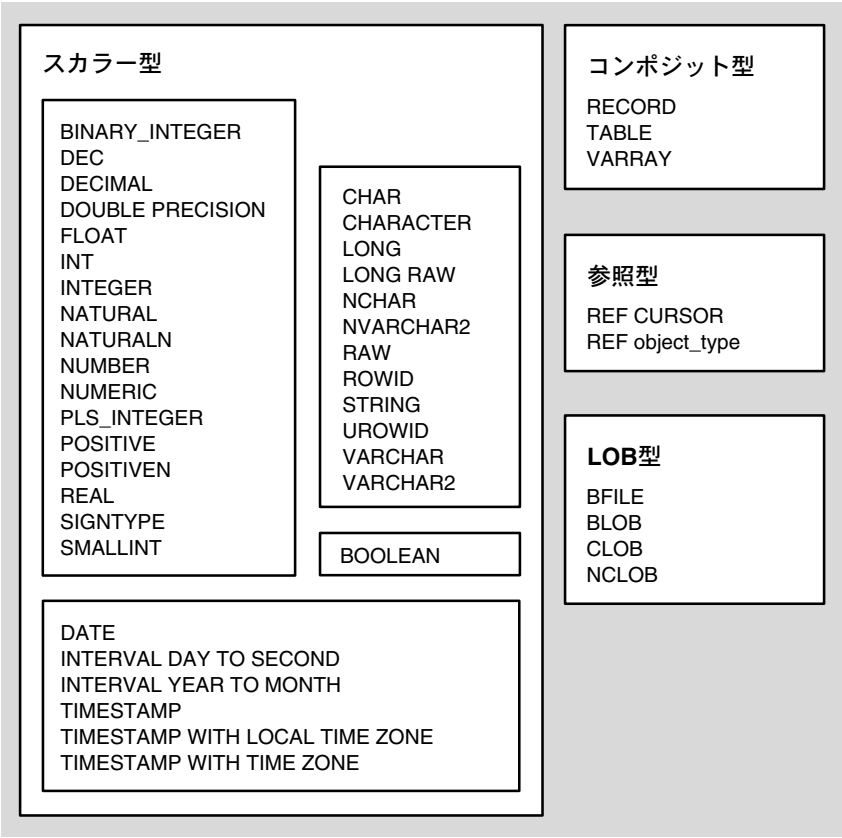 スカラー型
BINARY_INTEGER
DEC
DECIMAL
DOUBLE PRECISION
FLOAT
INT
INTEGER
NATURAL
NATURALN
NUMBER
NUMERIC
PLS_INTEGER
POSITIVE
POSITIVEN
REAL
SIGNTYPE
SMALLINT
CHAR
CHARACTER
LONG
LONG RAW
NCHAR
NVARCHAR2
RAW
ROWID
STRING
UROWID
VARCHAR
VARCHAR2
BOOLEAN
DATE
INTERVAL DAY TO SECOND
INTERVAL YEAR TO MONTH
TIMESTAMP
TIMESTAMP WITH LOCAL TIME ZONE
TIMESTAMP WITH TIME ZONE
コンポジット型
RECORD
TABLE
VARRAY
参照型
REF CURSOR
REF object_type
LOB型
BFILE
BLOB
CLOB
NCLOB